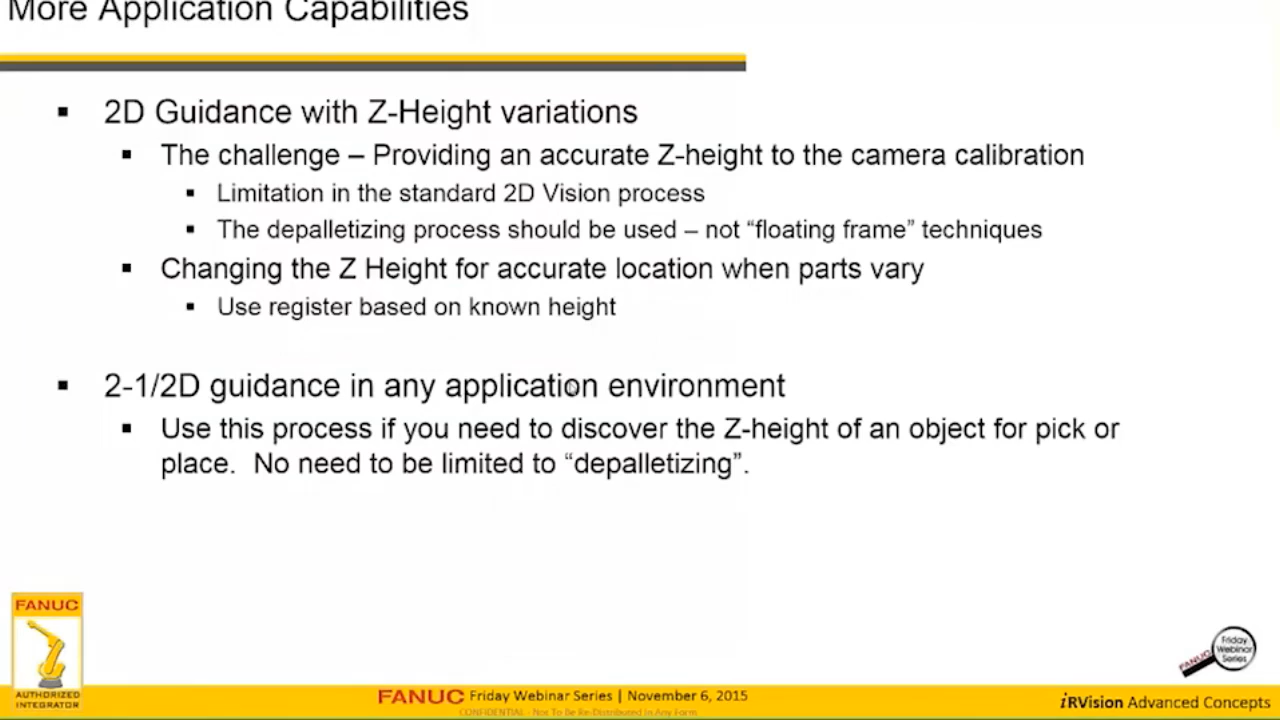 More Application Capabilities
▪ 2D Guidance with Z-Height variations
▪ The challenge – Providing an accurate Z-height to the camera calibration
▪ Limitation in the standard 2D Vision process
▪ The depalletizing process should be used – not “floating frame” techniques
▪ Changing the Z Height for accurate location when parts vary
▪ Use register based on known height
▪ 2-1/2D guidance in any application environment
▪ Use this process if you need to discover the Z-height of an object for pick or
place. No need to be limited to “depalletizing”.
FANUC
AUTHORIZED
INTEGRATOR
FANUC Friday Webinar Series | November 6, 2015
CONFIDENTIAL - Not To Be Re-Distributed In Any Form
FANUC
Friday
Webinar
Series
iRVision Advanced Concepts